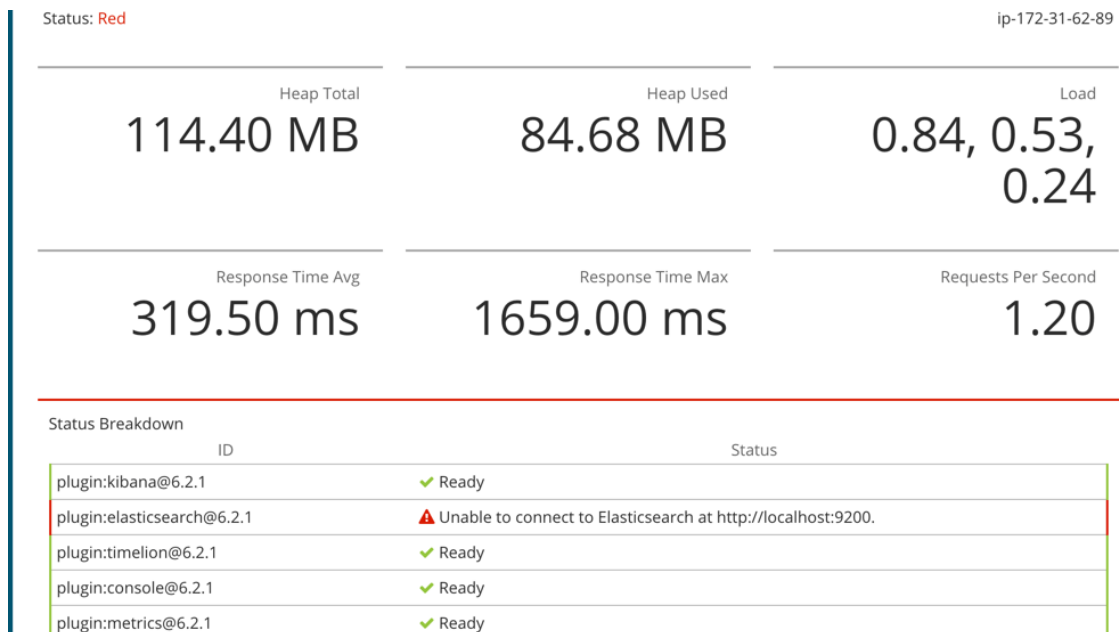 Status: Red
ip-172-31-62-89
Heap Total
114.40 MB
Heap Used
84.68 MB
Load
0.84, 0.53,
0.24
Response Time Avg
319.50 ms
Response Time Max
1659.00 ms
Requests Per Second
1.20
Status Breakdown
ID Status
plugin:kibana@6.2.1 Ready
plugin:elasticsearch@6.2.1 Unable to connect to Elasticsearch at http://localhost:9200.
plugin:timelion@6.2.1 Ready
plugin:console@6.2.1 Ready
plugin:metrics@6.2.1 Ready